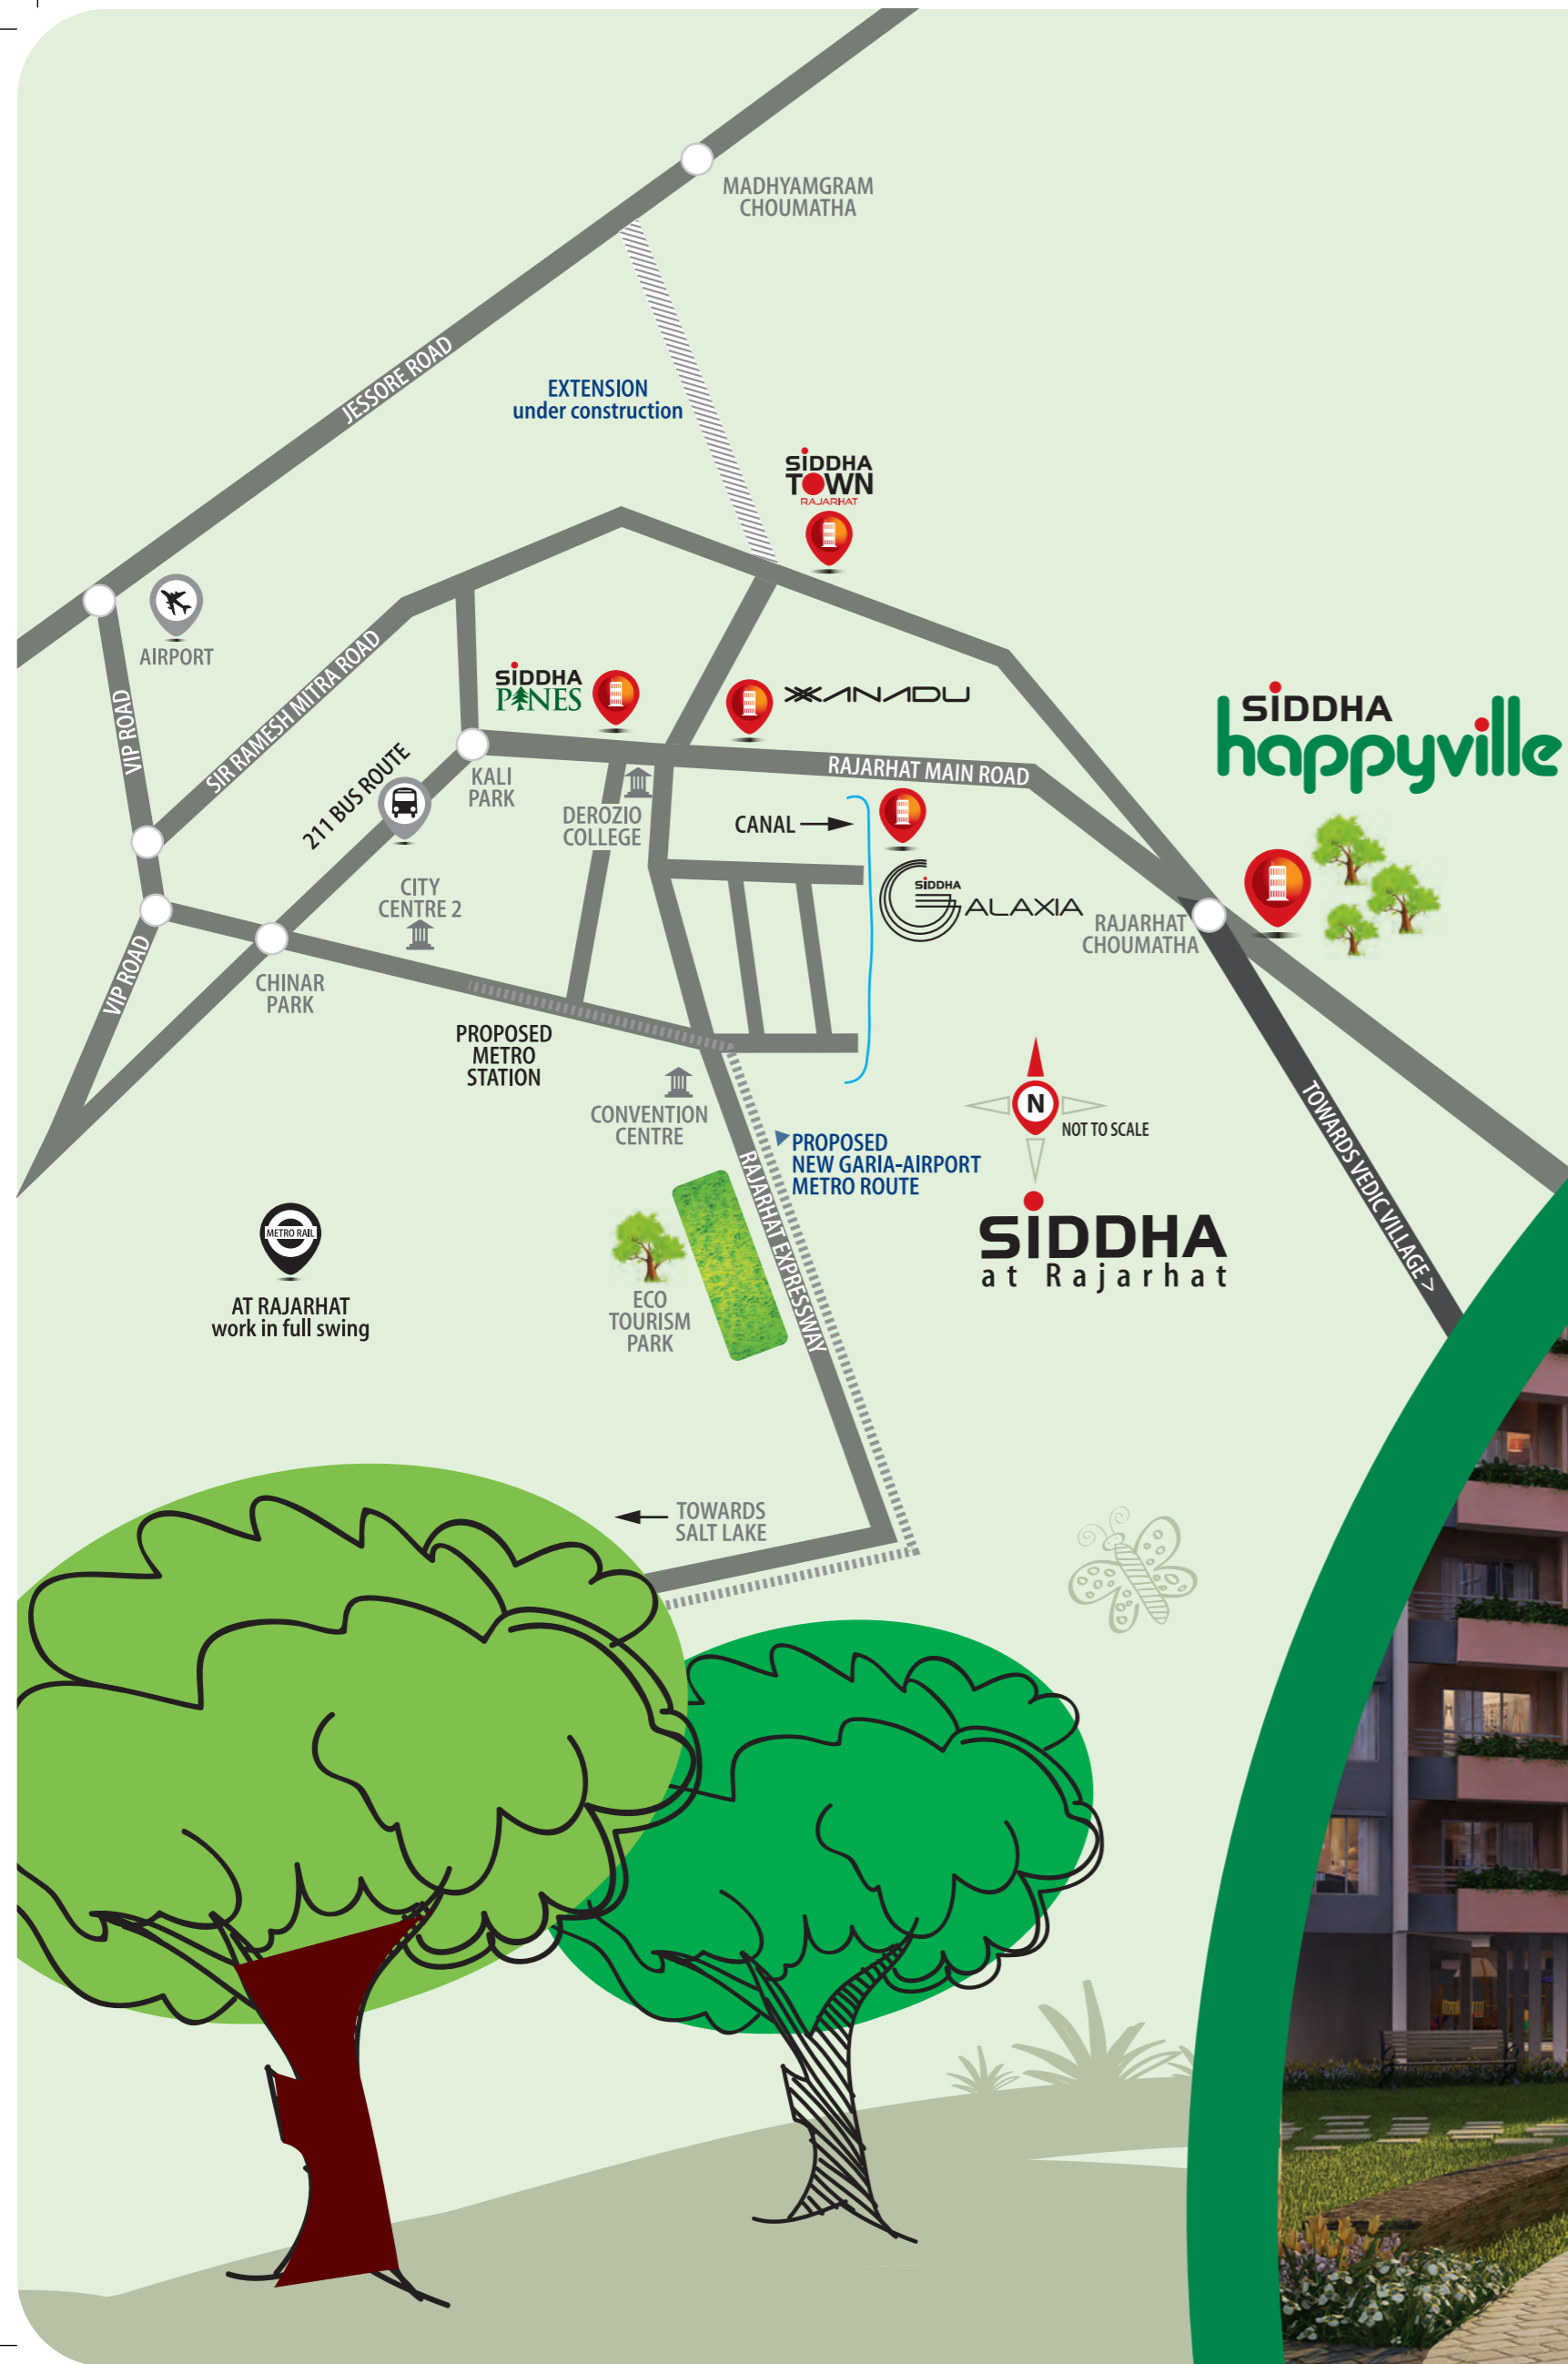 MADHYAMGRAM
CHOUMATHA
JESSORE ROAD
EXTENSION
under construction
SiDDHA
TOWN
RAJARHAT
AIRPORT
VIP ROAD
SIR RAMESH MITRA ROAD
SiDDHA
PINES
XANADU
SiDDHA
happyville
211 BUS ROUTE
KALI
PARK
RAJARHAT MAIN ROAD
DEROZIO
COLLEGE
CANAL
CITY
CENTRE 2
SiDDHA
GALAXIA
RAJARHAT
CHOUMATHA
VIP ROAD
CHINAR
PARK
PROPOSED
METRO
STATION
CONVENTION
CENTRE
N
NOT TO SCALE
PROPOSED
NEW GARIA-AIRPORT
METRO ROUTE
TOWARDS VEDIC VILLAGE >
RAJARHAT EXPRESSWAY
SiDDHA
at Rajarhat
METRO RAIL
AT RAJARHAT
work in full swing
ECO
TOURISM
PARK
TOWARDS
SALT LAKE